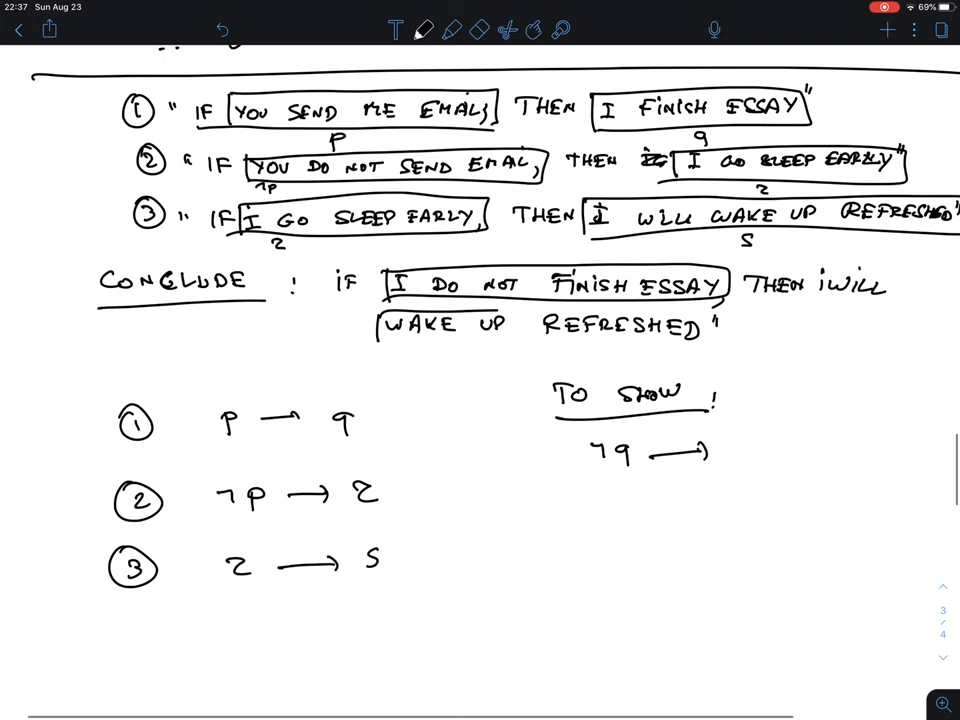 22:37 Sun Aug 23 69%
① " IF YOU SEND ME EMAIL, THEN I FINISH ESSAY"
p q
② " IF YOU DO NOT SEND EMAIL, THEN I GO SLEEP EARLY"
¬p r
③ " IF I GO SLEEP EARLY, THEN I WILL WAKE UP REFRESHED"
r s
CONCLUDE : IF I DO NOT FINISH ESSAY, THEN i WILL
WAKE UP REFRESHED"
TO SHOW :
① p → q
¬q →
② ¬p → r
③ r → s
3
/
4